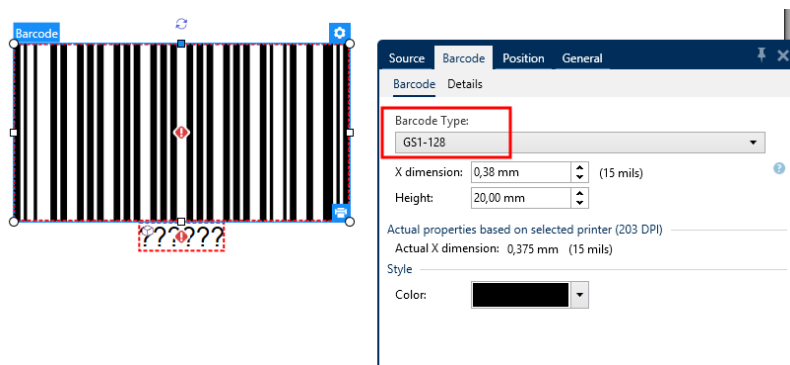 Barcode
??????
Source Barcode Position General
Barcode Details
Barcode Type:
GS1-128
X dimension: 0,38 mm (15 mils)
Height: 20,00 mm
Actual properties based on selected printer (203 DPI)
Actual X dimension: 0,375 mm (15 mils)
Style
Color: